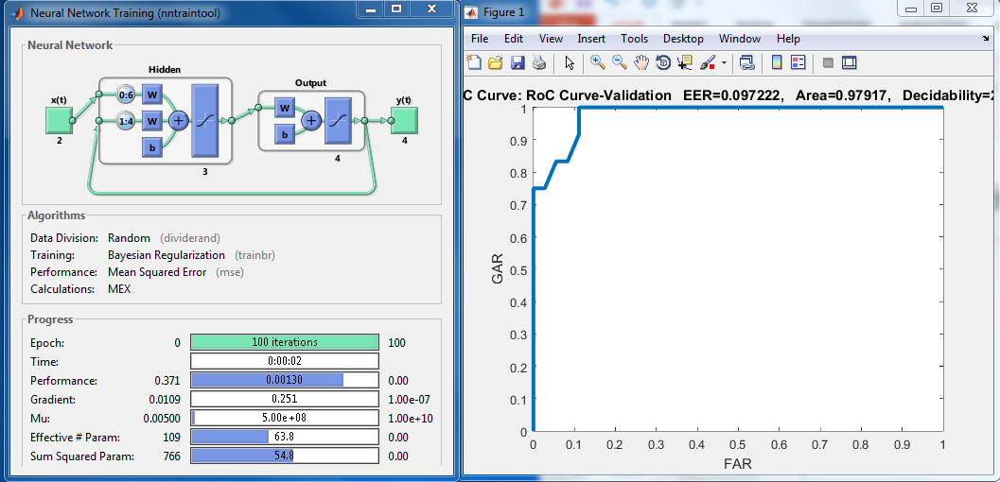 Neural Network Training (nntraintool)
Neural Network
Hidden
Output
x(t)
0:6
W
1:4
W
b
W
b
y(t)
2
3
4
4
Algorithms
Data Division: Random (dividerand)
Training: Bayesian Regularization (trainbr)
Performance: Mean Squared Error (mse)
Calculations: MEX
Progress
Epoch: 0 100 iterations 100
Time: 0:00:02
Performance: 0.371 0.00130 0.00
Gradient: 0.0109 0.251 1.00e-07
Mu: 0.00500 5.00e+08 1.00e+10
Effective # Param: 109 63.8 0.00
Sum Squared Param: 766 54.8 0.00
Figure 1
File Edit View Insert Tools Desktop Window Help
C Curve: RoC Curve-Validation EER=0.097222, Area=0.97917, Decidability=2
1
0.9
0.8
0.7
0.6
0.5
0.4
0.3
0.2
0.1
0
GAR
0 0.1 0.2 0.3 0.4 0.5 0.6 0.7 0.8 0.9 1
FAR